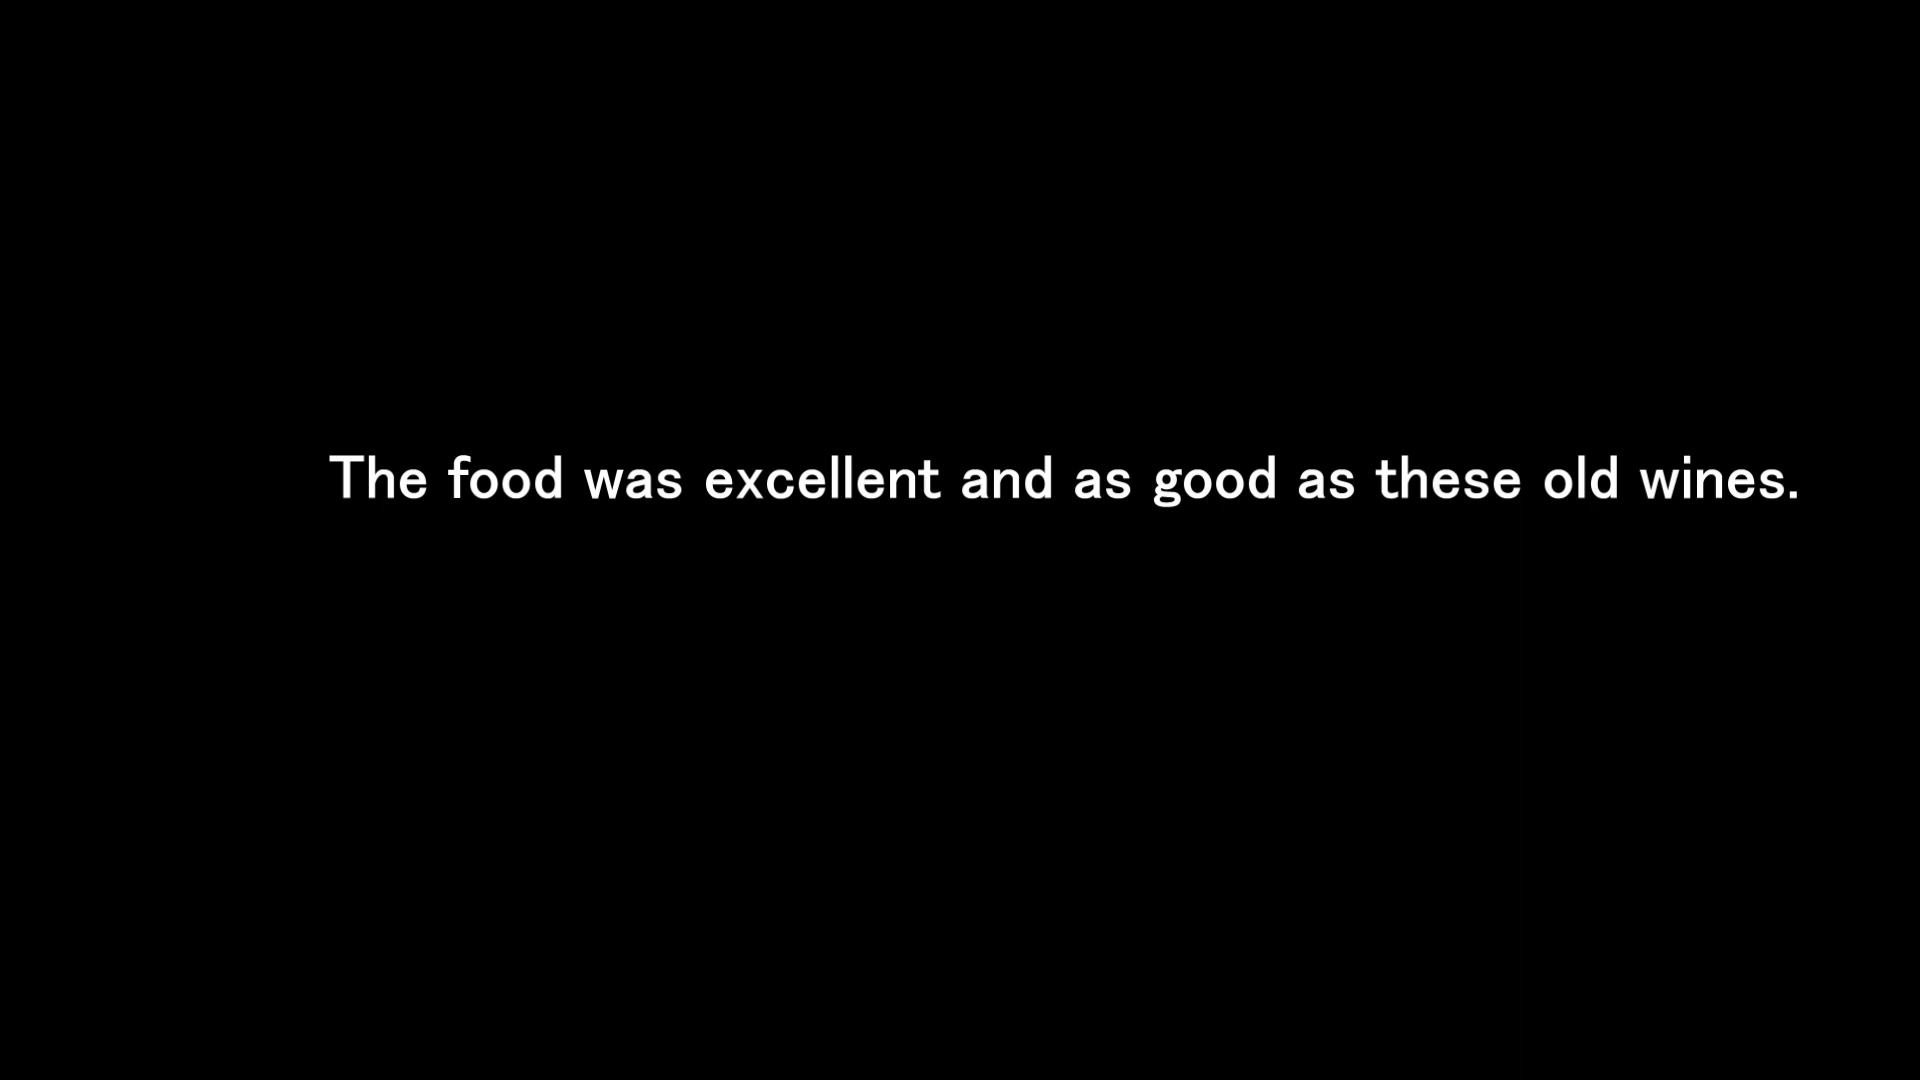 The food was excellent and as good as these old wines.